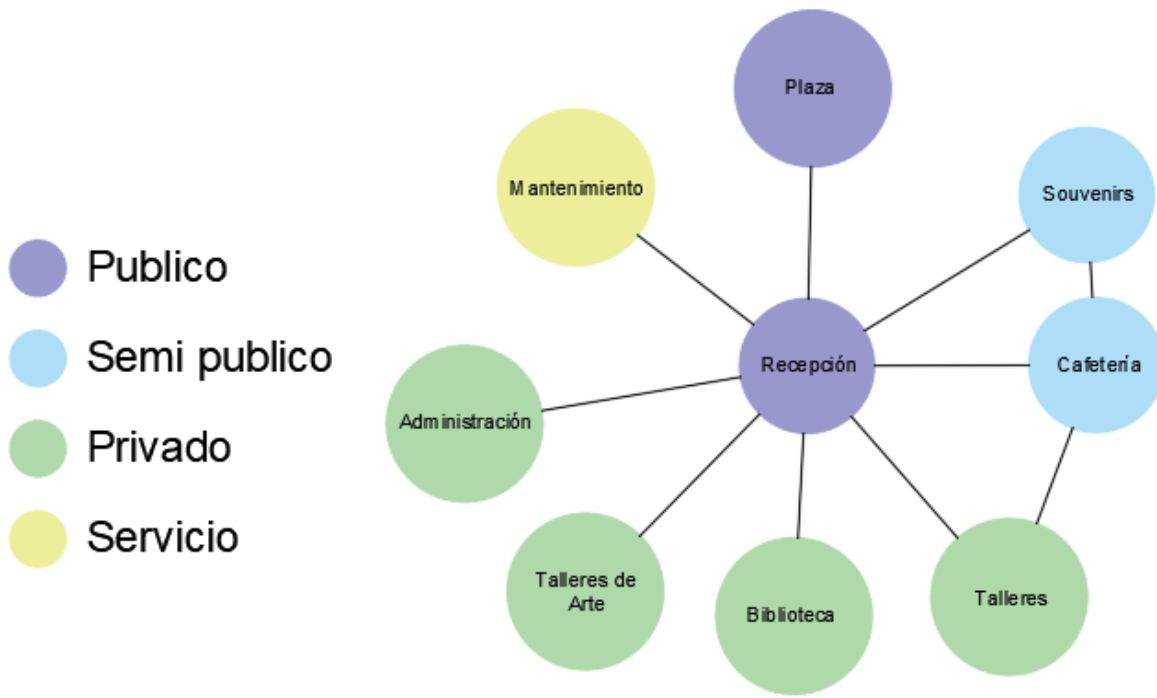 Publico
Semi publico
Privado
Servicio
Plaza
Mantenimiento
Souvenirs
Recepción
Cafetería
Administración
Talleres de
Arte
Biblioteca
Talleres